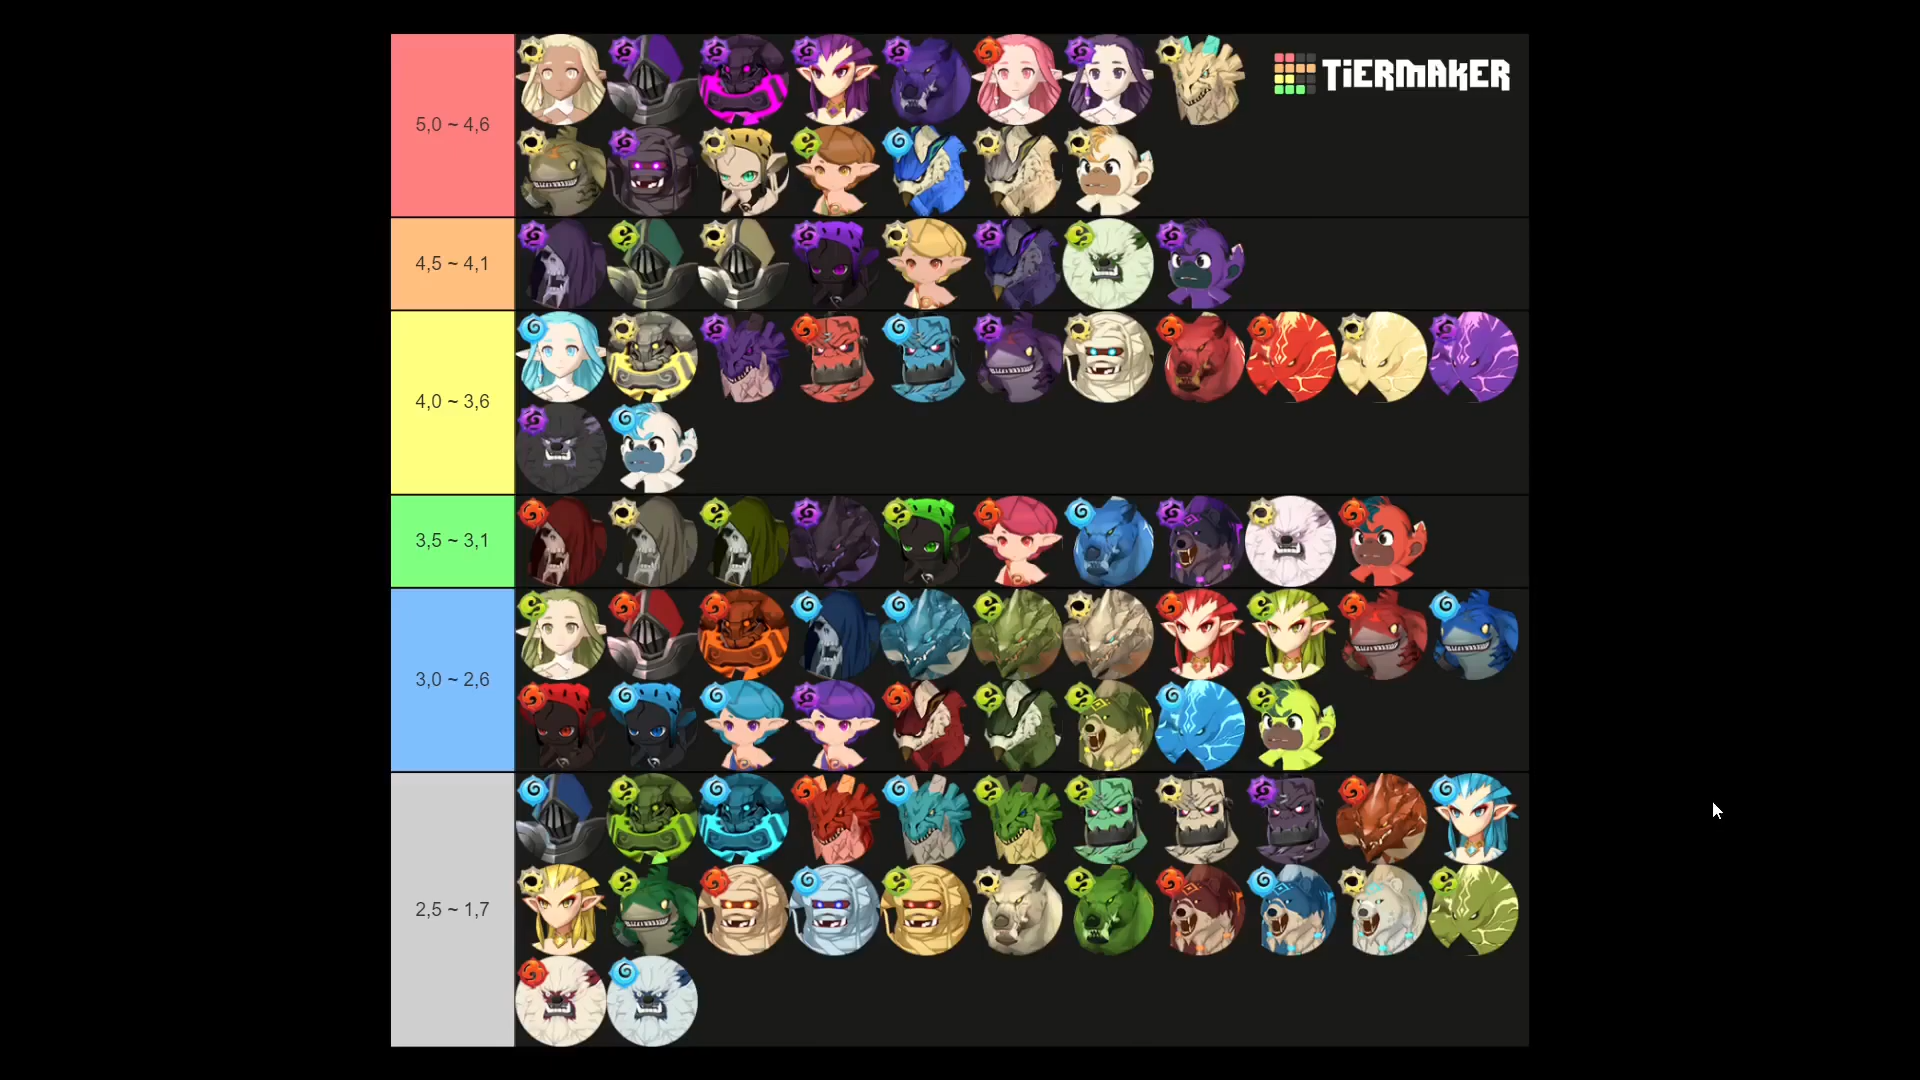 TiERMAKER
5,0 ~ 4,6
4,5 ~ 4,1
4,0 ~ 3,6
3,5 ~ 3,1
3,0 ~ 2,6
2,5 ~ 1,7